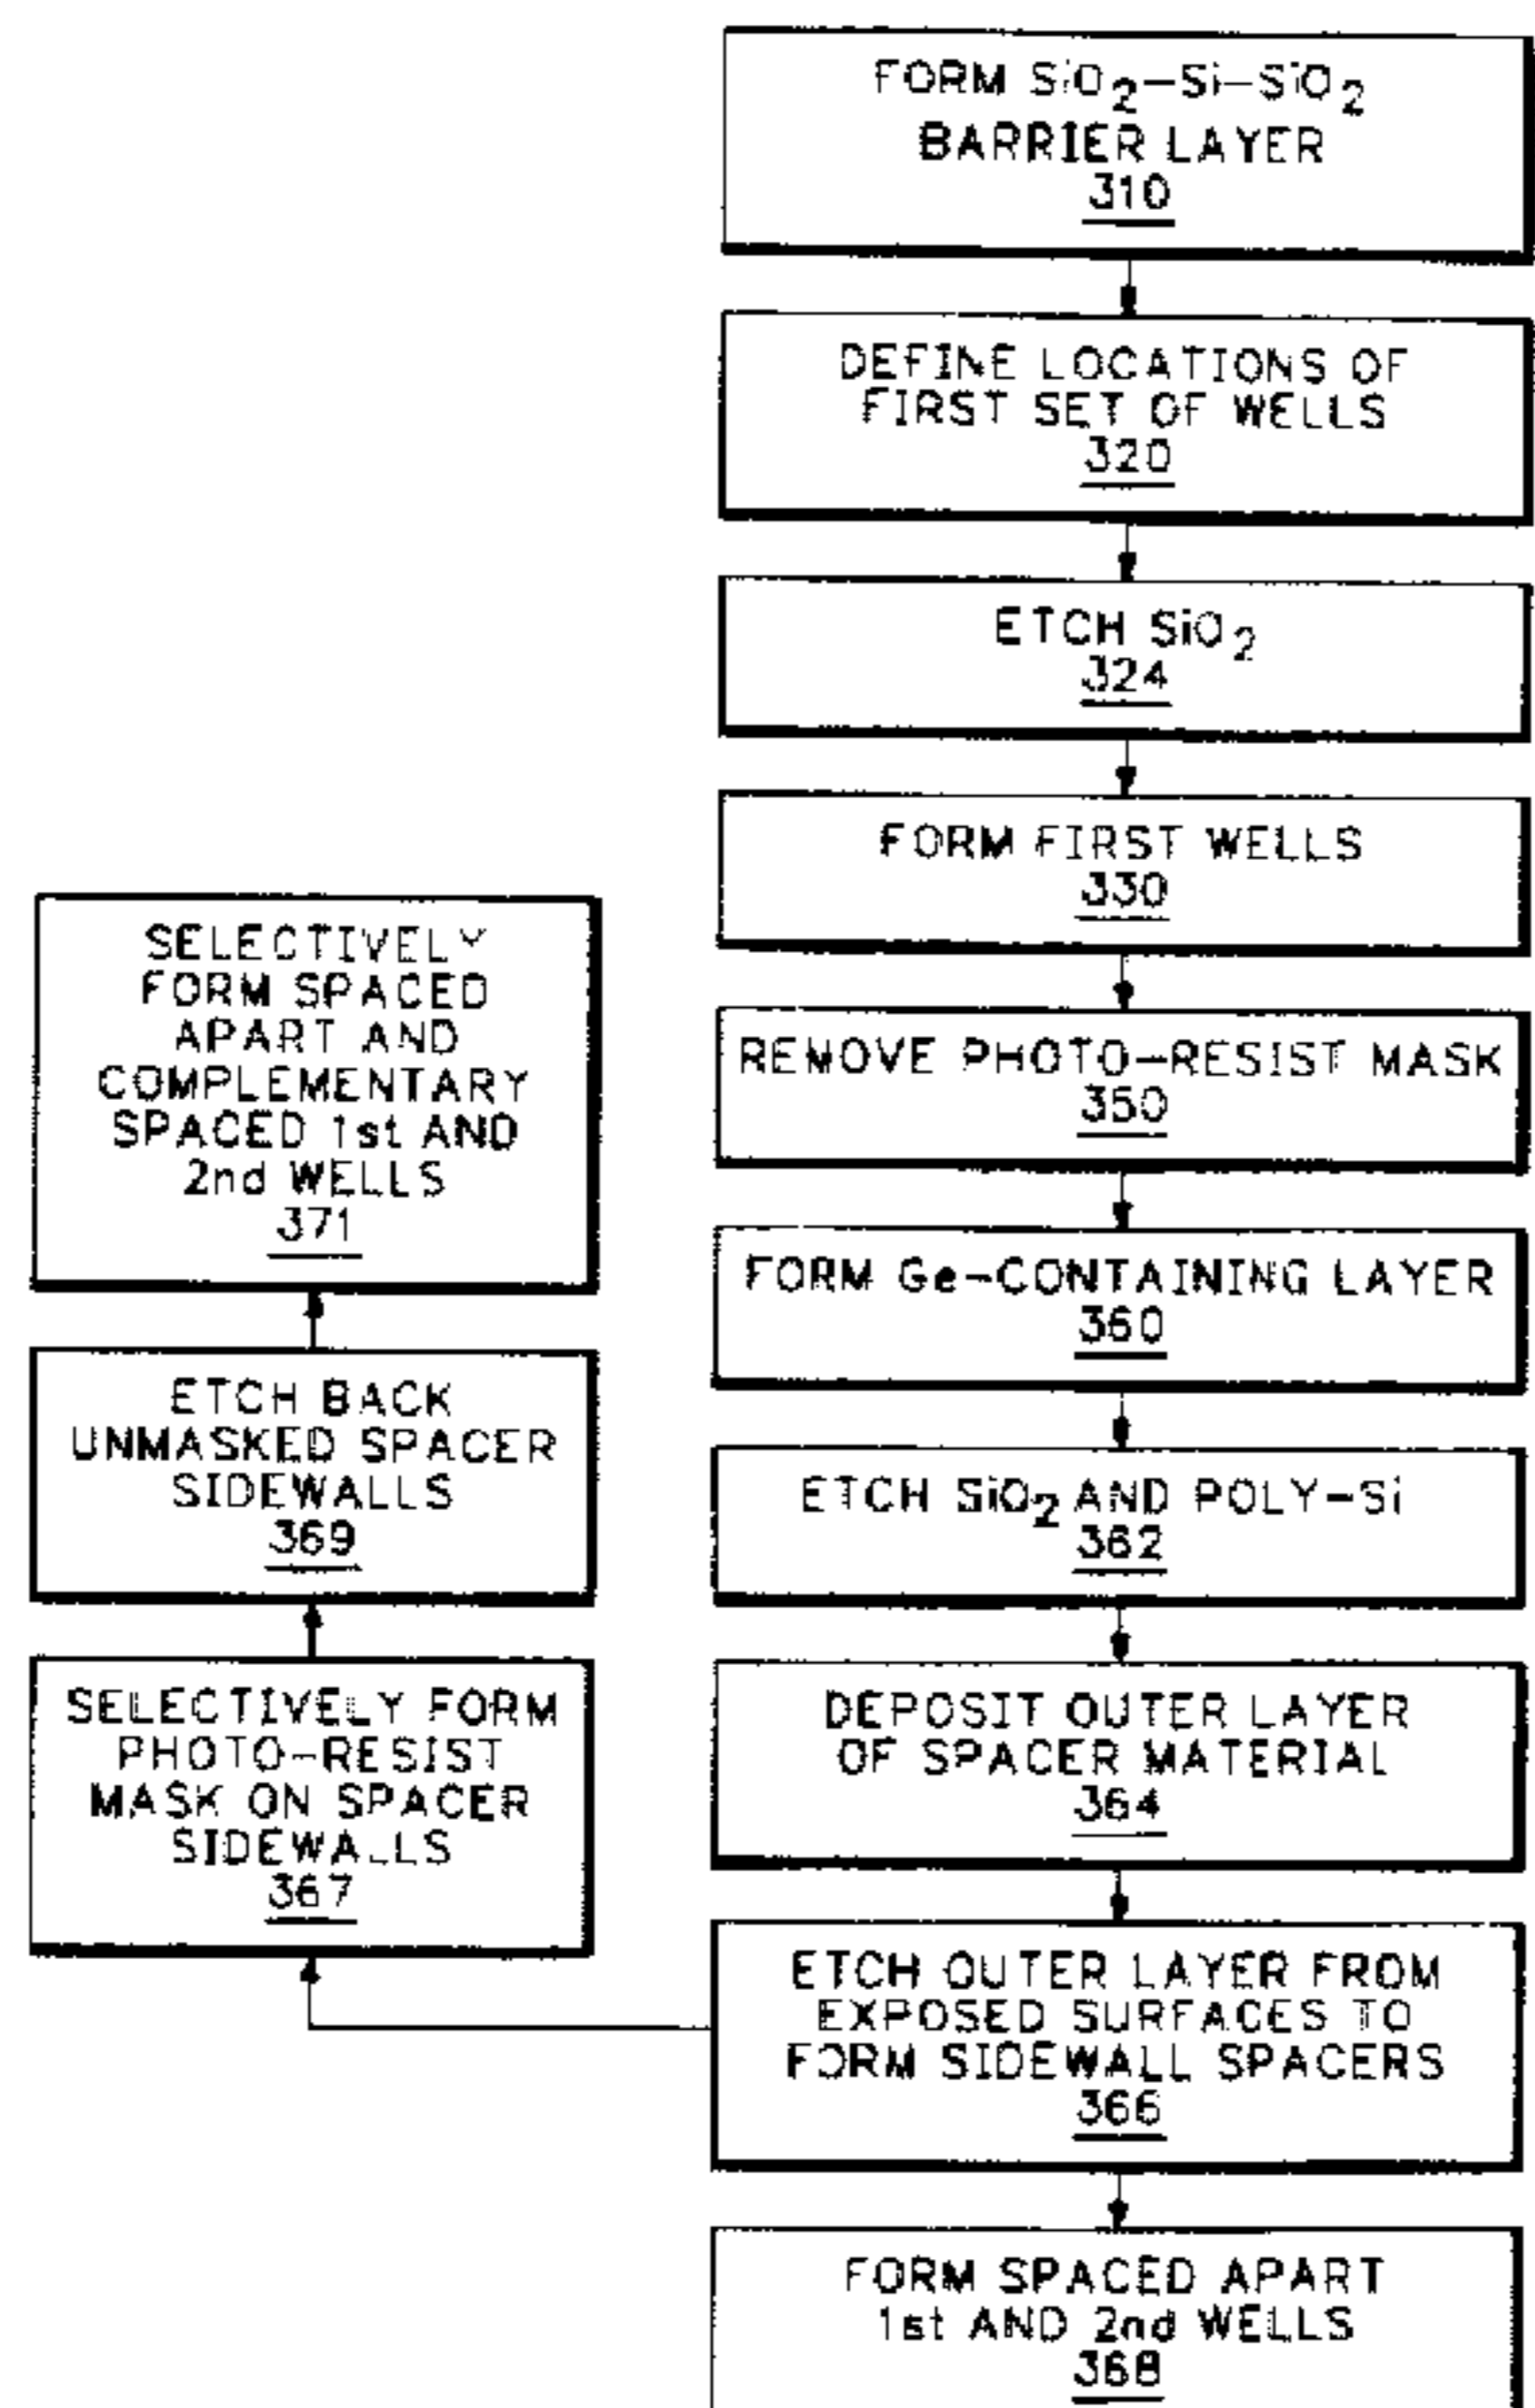 FORM SiO2-Si-SiO2
BARRIER LAYER
310
DEFINE LOCATIONS OF
FIRST SET OF WELLS
320
ETCH SiO2
324
FORM FIRST WELLS
330
REMOVE PHOTO-RESIST MASK
350
FORM Ge-CONTAINING LAYER
360
ETCH SiO2 AND POLY-Si
362
DEPOSIT OUTER LAYER
OF SPACER MATERIAL
364
ETCH OUTER LAYER FROM
EXPOSED SURFACES TO
FORM SIDEWALL SPACERS
366
FORM SPACED APART
1st AND 2nd WELLS
368
SELECTIVELY FORM
PHOTO-RESIST
MASK ON SPACER
SIDEWALLS
367
ETCH BACK
UNMASKED SPACER
SIDEWALLS
369
SELECTIVELY
FORM SPACED
APART AND
COMPLEMENTARY
SPACED 1st AND
2nd WELLS
371